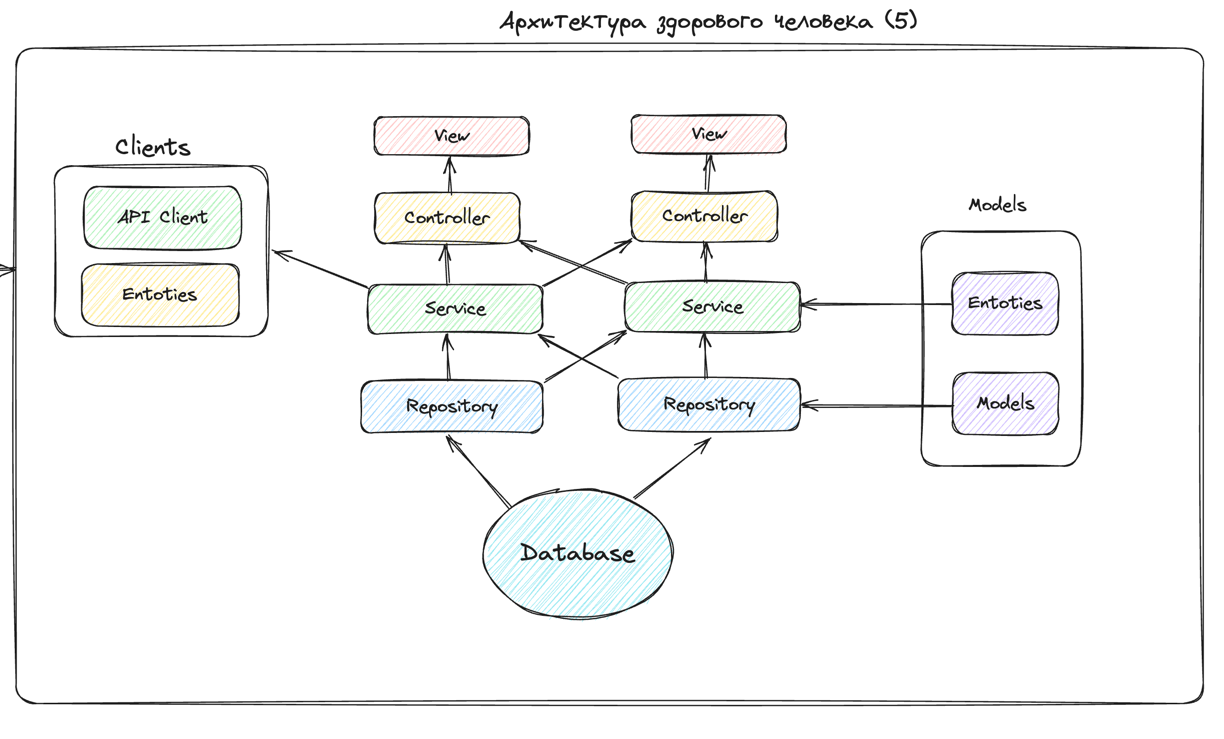 Архитектура здорового человека (5)
Clients
API Client
Entoties
View
View
Controller
Controller
Service
Service
Repository
Repository
Database
Models
Entoties
Models